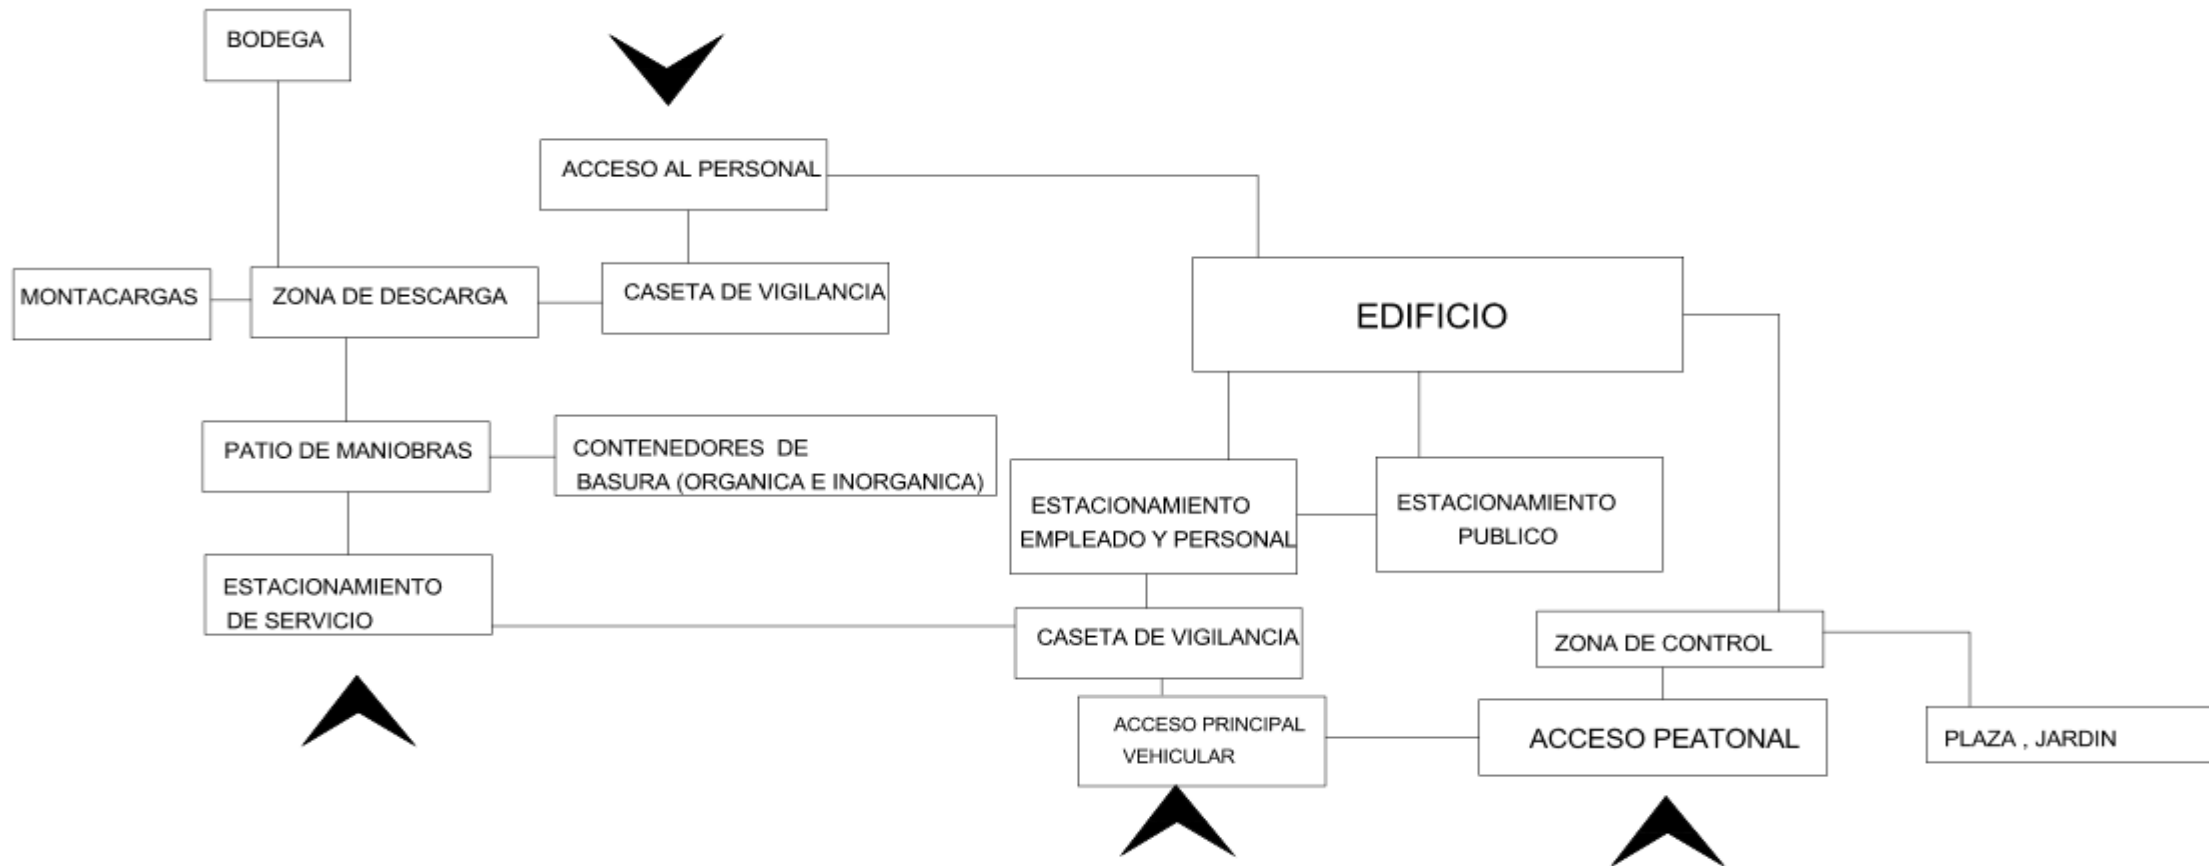 BODEGA
ACCESO AL PERSONAL
MONTACARGAS
ZONA DE DESCARGA
CASETA DE VIGILANCIA
EDIFICIO
PATIO DE MANIOBRAS
CONTENEDORES DE
BASURA (ORGANICA E INORGANICA)
ESTACIONAMIENTO
EMPLEADO Y PERSONAL
ESTACIONAMIENTO
PUBLICO
ESTACIONAMIENTO
DE SERVICIO
CASETA DE VIGILANCIA
ZONA DE CONTROL
ACCESO PRINCIPAL
VEHICULAR
ACCESO PEATONAL
PLAZA , JARDIN